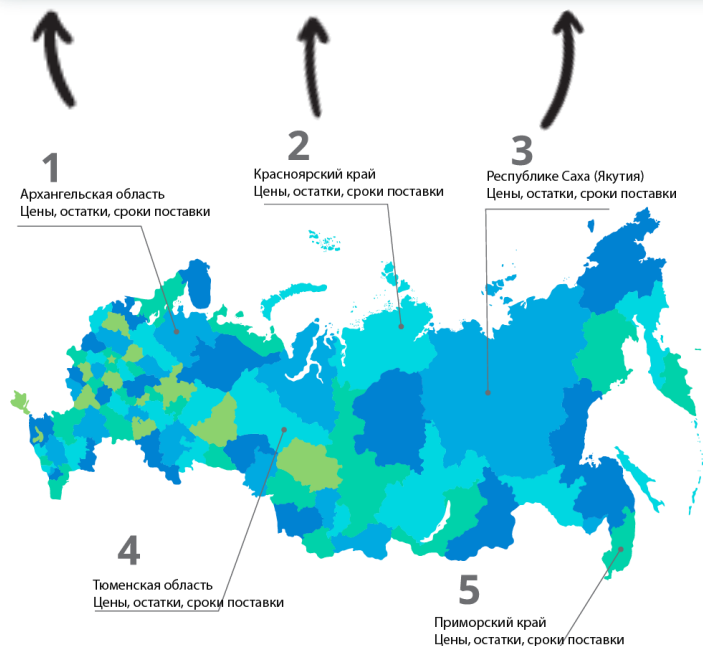 1
Архангельская область
Цены, остатки, сроки поставки
2
Красноярский край
Цены, остатки, сроки поставки
3
Республике Саха (Якутия)
Цены, остатки, сроки поставки
4
Тюменская область
Цены, остатки, сроки поставки
5
Приморский край
Цены, остатки, сроки поставки